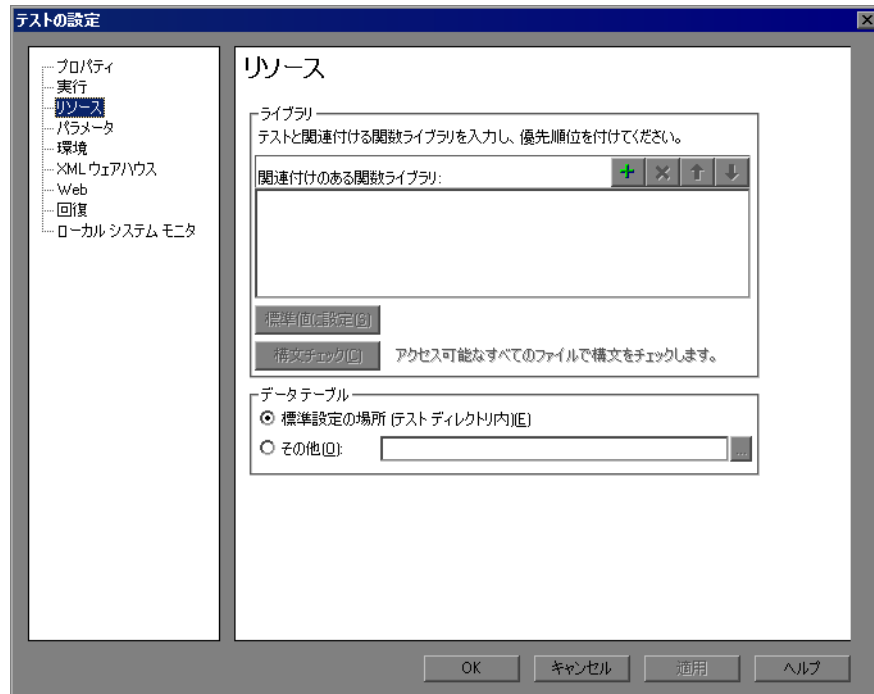 テストの設定
プロパティ
実行
リソース
パラメータ
環境
XML ウェアハウス
Web
回復
ローカル システム モニタ
リソース
ライブラリ
テストと関連付ける関数ライブラリを入力し、優先順位を付けてください。
関連付けのある関数ライブラリ:
標準値に設定(S)
構文チェック(C)
アクセス可能なすべてのファイルで構文をチェックします。
データ テーブル
標準設定の場所 (テスト ディレクトリ内)(E)
その他(O):
...
OK
キャンセル
適用
ヘルプ